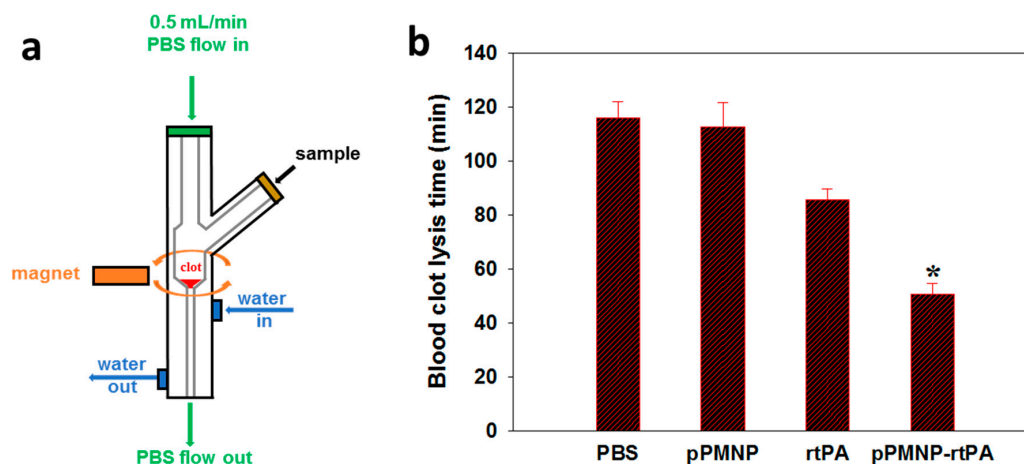 a
0.5 mL/min
PBS flow in
sample
magnet
clot
water
in
water
out
PBS flow out
b
Blood clot lysis time (min)
140
120
100
80
60
40
20
0
*
PBS pPMNP rtPA pPMNP-rtPA